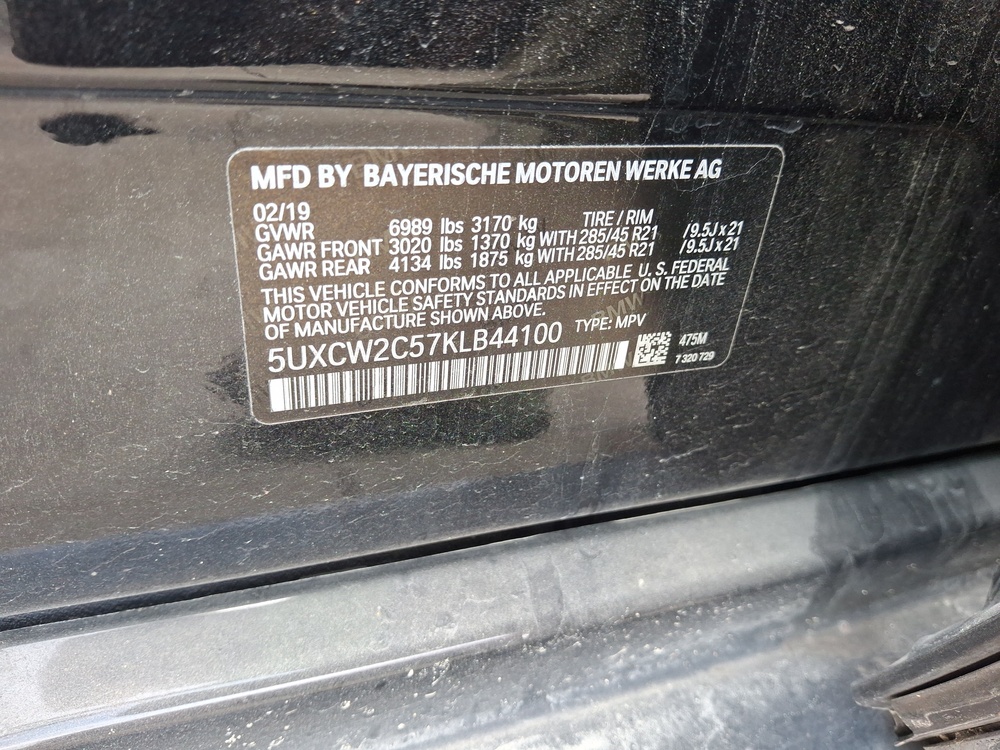 MFD BY BAYERISCHE MOTOREN WERKE AG
02/19 TIRE / RIM
GVWR 6989 lbs 3170 kg
GAWR FRONT 3020 lbs 1370 kg WITH 285/45 R21 /9.5J x 21
GAWR REAR 4134 lbs 1875 kg WITH 285/45 R21 /9.5J x 21
THIS VEHICLE CONFORMS TO ALL APPLICABLE U. S. FEDERAL
MOTOR VEHICLE SAFETY STANDARDS IN EFFECT ON THE DATE
OF MANUFACTURE SHOWN ABOVE.
5UXCW2C57KLB44100 TYPE: MPV
475M
7 320 729
BMW